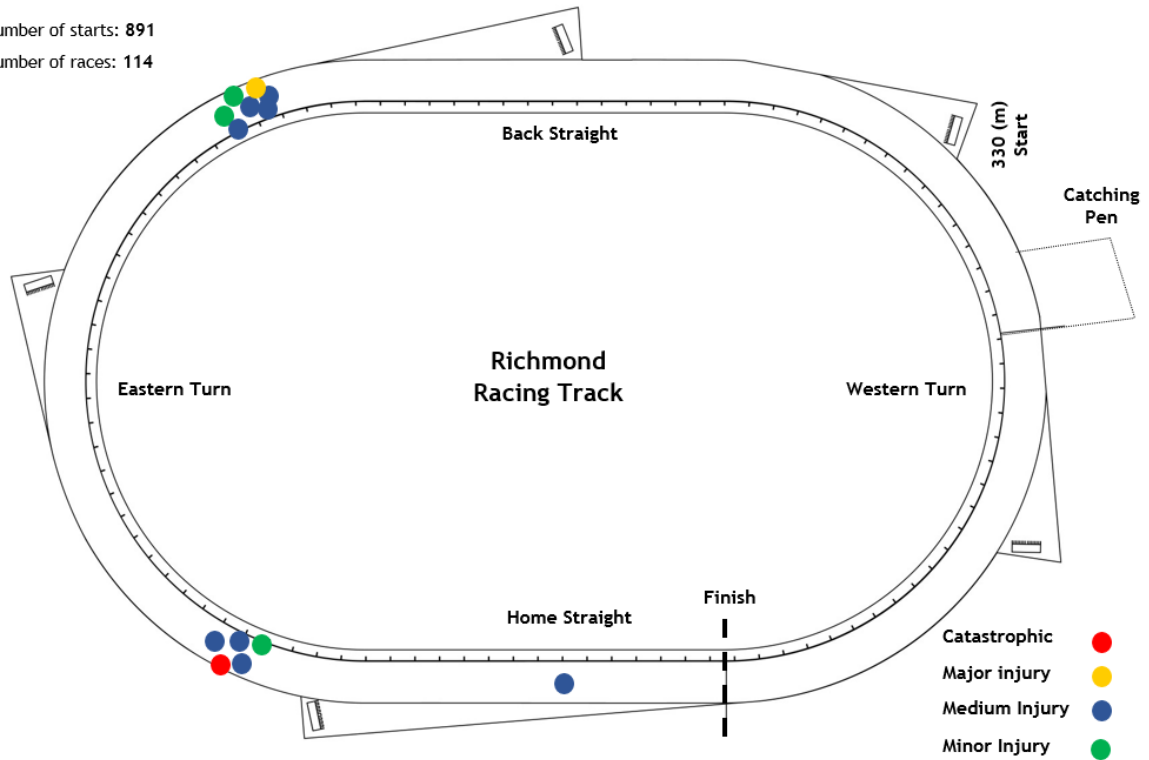 umber of starts: 891
umber of races: 114
Back Straight
330 (m)
Start
Catching
Pen
Richmond
Racing Track
Eastern Turn
Western Turn
Finish
Home Straight
Catastrophic
Major injury
Medium Injury
Minor Injury